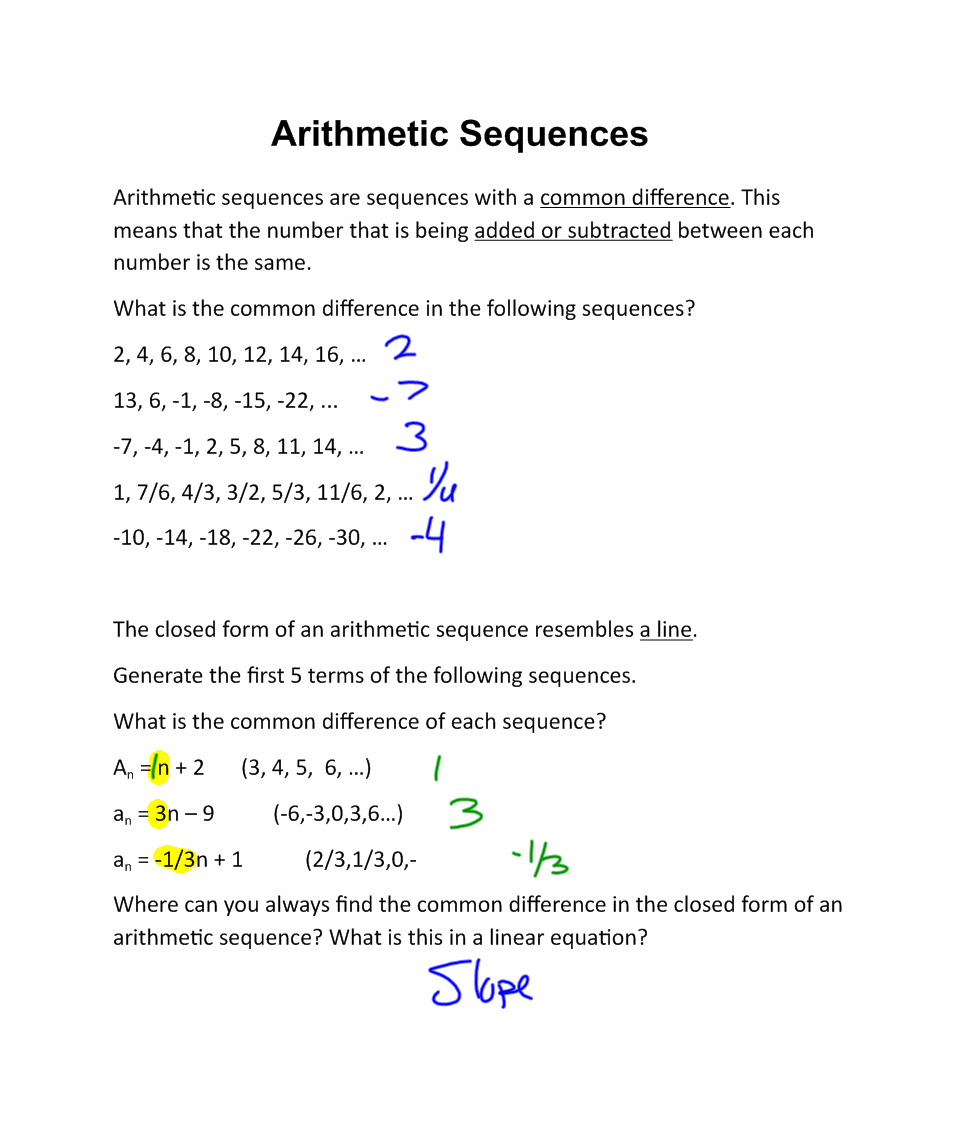 Arithmetic Sequences
Arithmetic sequences are sequences with a common difference. This
means that the number that is being added or subtracted between each
number is the same.
What is the common difference in the following sequences?
2, 4, 6, 8, 10, 12, 14, 16, … 2
13, 6, -1, -8, -15, -22, ... -7
-7, -4, -1, 2, 5, 8, 11, 14, … 3
1, 7/6, 4/3, 3/2, 5/3, 11/6, 2, …
-10, -14, -18, -22, -26, -30, … -4
The closed form of an arithmetic sequence resembles a line.
Generate the first 5 terms of the following sequences.
What is the common difference of each sequence?
Aₙ =1n + 2 (3, 4, 5, 6, …) 1
aₙ = 3n – 9 (-6,-3,0,3,6…) 3
aₙ = -1/3n + 1 (2/3,1/3,0,- -1/3
Where can you always find the common difference in the closed form of an
arithmetic sequence? What is this in a linear equation?
Slope